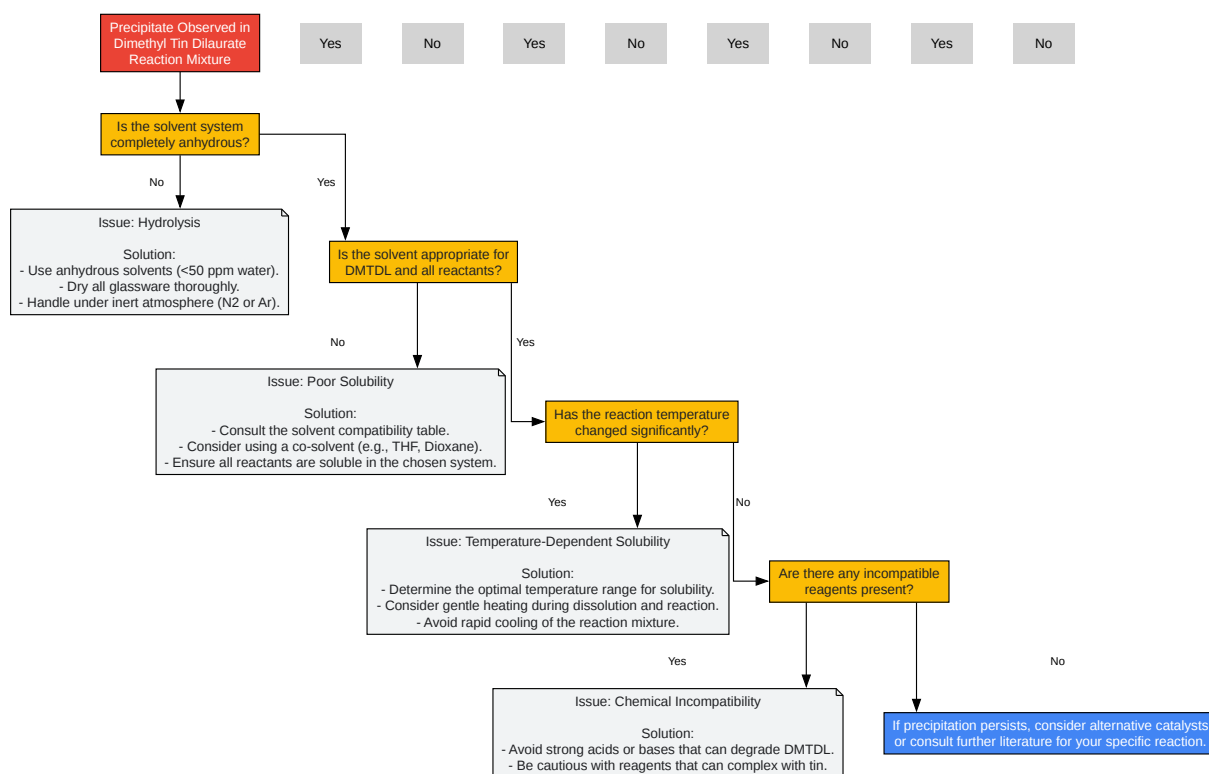 Precipitate Observed in
Dimethyl Tin Dilaurate
Reaction Mixture
Yes
No
Yes
No
Yes
No
Yes
No
Is the solvent system
completely anhydrous?
No
Yes
Issue: Hydrolysis
Solution:
- Use anhydrous solvents (<50 ppm water).
- Dry all glassware thoroughly.
- Handle under inert atmosphere (N2 or Ar).
Is the solvent appropriate for
DMTDL and all reactants?
No
Yes
Issue: Poor Solubility
Solution:
- Consult the solvent compatibility table.
- Consider using a co-solvent (e.g., THF, Dioxane).
- Ensure all reactants are soluble in the chosen system.
Has the reaction temperature
changed significantly?
Yes
No
Issue: Temperature-Dependent Solubility
Solution:
- Determine the optimal temperature range for solubility.
- Consider gentle heating during dissolution and reaction.
- Avoid rapid cooling of the reaction mixture.
Are there any incompatible
reagents present?
Yes
No
Issue: Chemical Incompatibility
Solution:
- Avoid strong acids or bases that can degrade DMTDL.
- Be cautious with reagents that can complex with tin.
If precipitation persists, consider alternative catalysts
or consult further literature for your specific reaction.